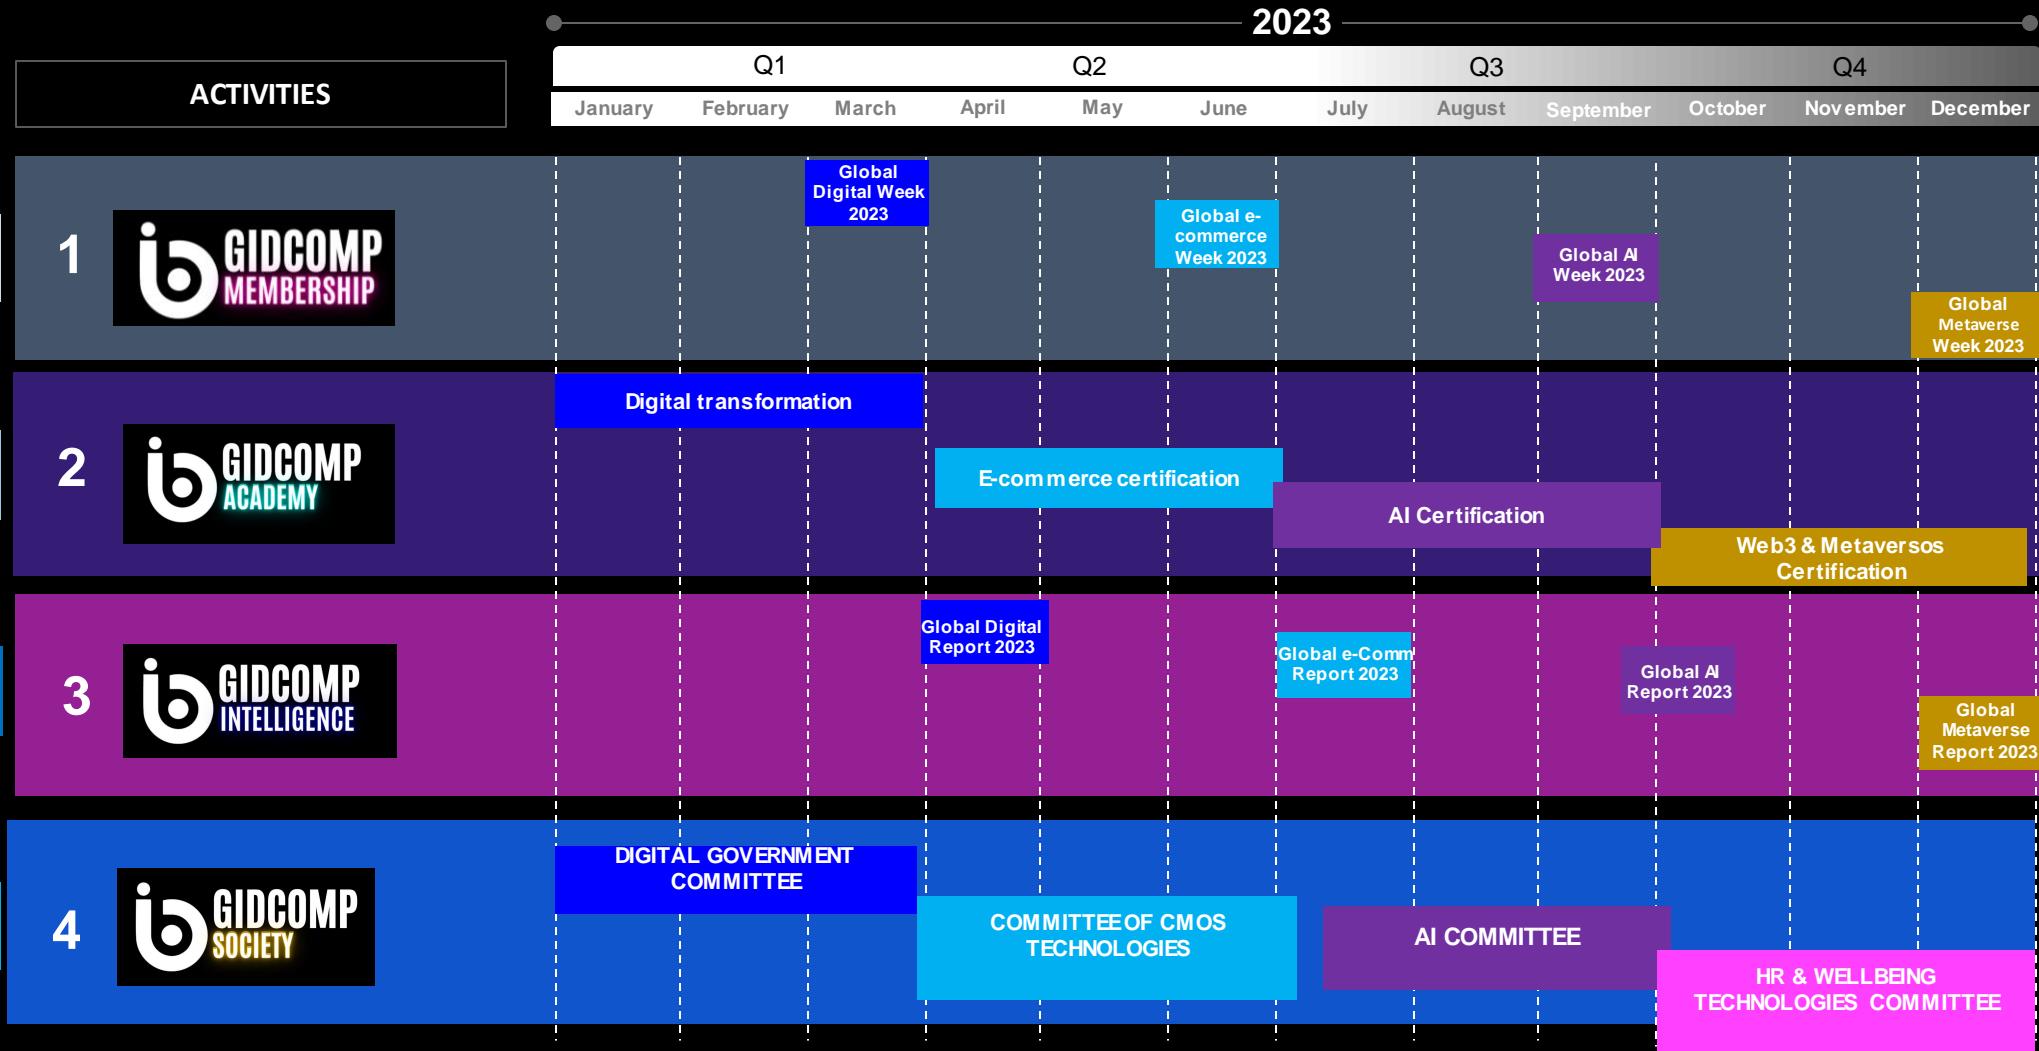 2023
Q1 Q2 Q3 Q4
ACTIVITIES
January February March April May June July August September October November December
1
GIDCOMP
MEMBERSHIP
Global
Digital Week
2023
Global e-
commerce
Week 2023
Global AI
Week 2023
Global
Metaverse
Week 2023
2
GIDCOMP
ACADEMY
Digital transformation
E-commerce certification
AI Certification
Web3 & Metaversos
Certification
3
GIDCOMP
INTELLIGENCE
Global Digital
Report 2023
Global e-Comm
Report 2023
Global AI
Report 2023
Global
Metaverse
Report 2023
4
GIDCOMP
SOCIETY
DIGITAL GOVERNMENT
COMMITTEE
COMMITTEE OF CMOS
TECHNOLOGIES
AI COMMITTEE
HR & WELLBEING
TECHNOLOGIES COMMITTEE